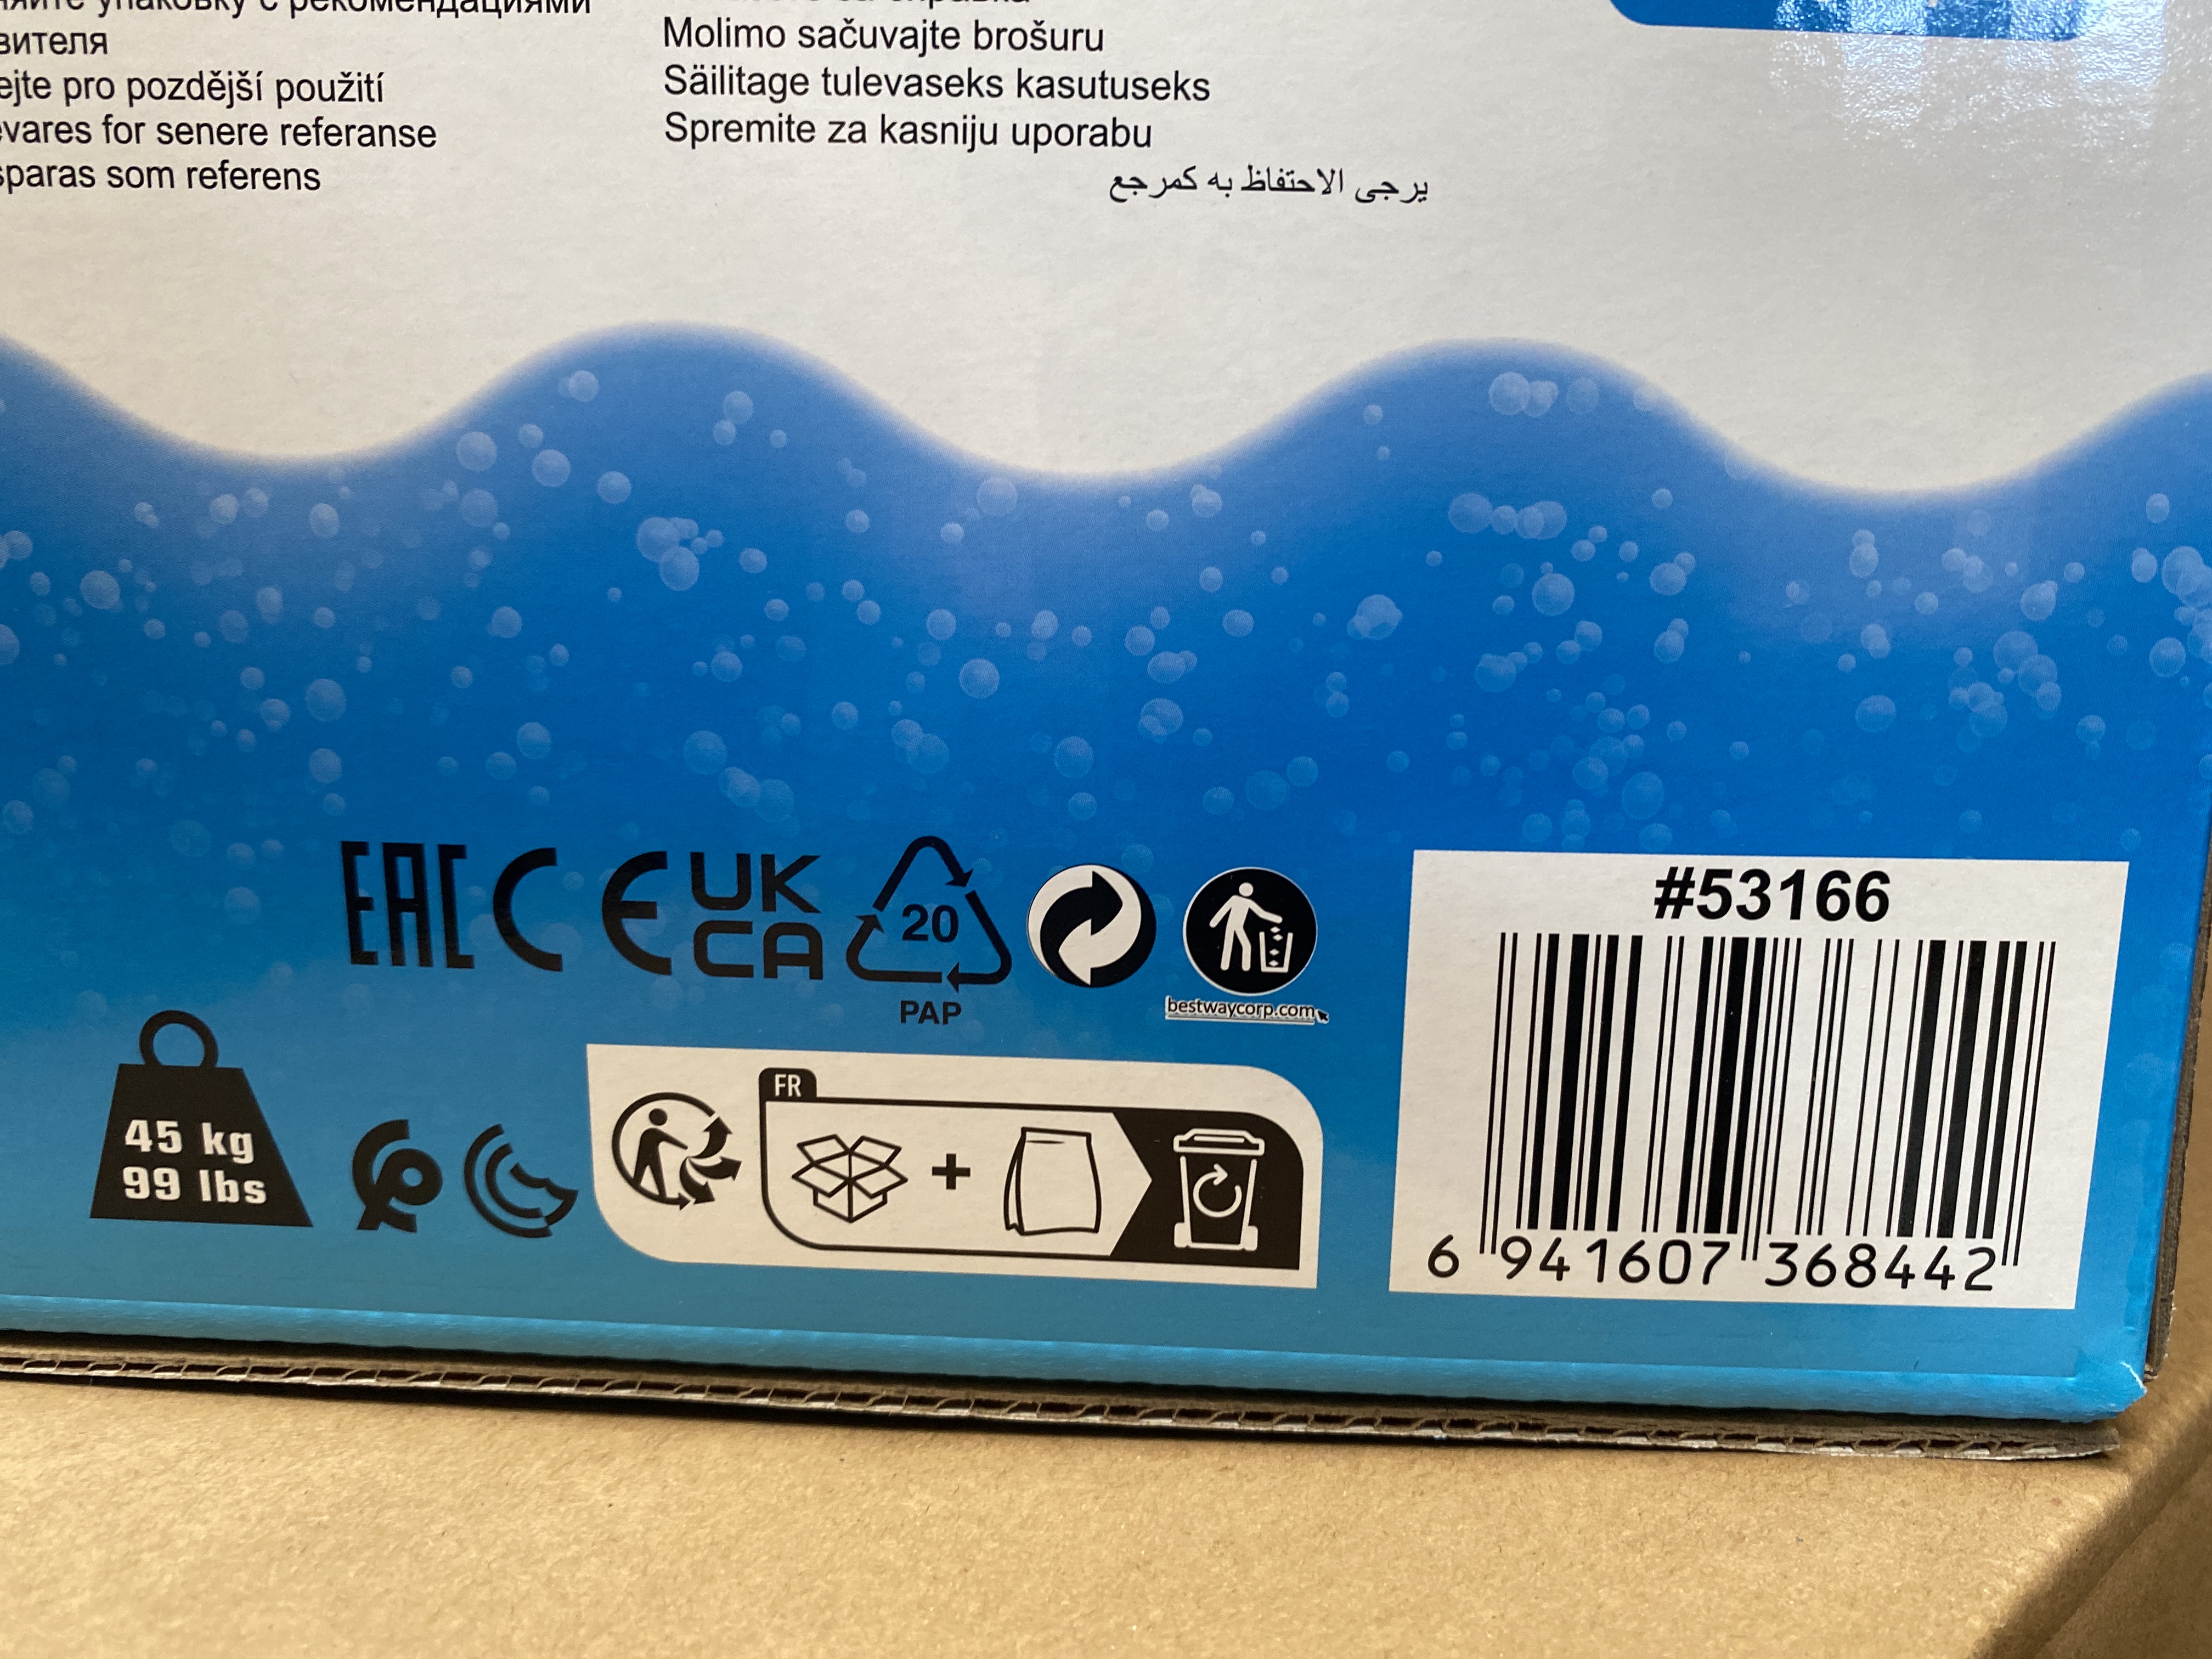 упаковку с рекомендациями
вителя
ejte pro pozdější použití
vares for senere referanse
sparas som referens
Molimo sačuvajte brošuru
Säilitage tulevaseks kasutuseks
Spremite za kasniju uporabu
يرجى الاحتفاظ به كمرجع
EAC CE UK
CA
20
PAP
bestwaycorp.com
45 kg
99 lbs
FR
+
#53166
6 941607 368442